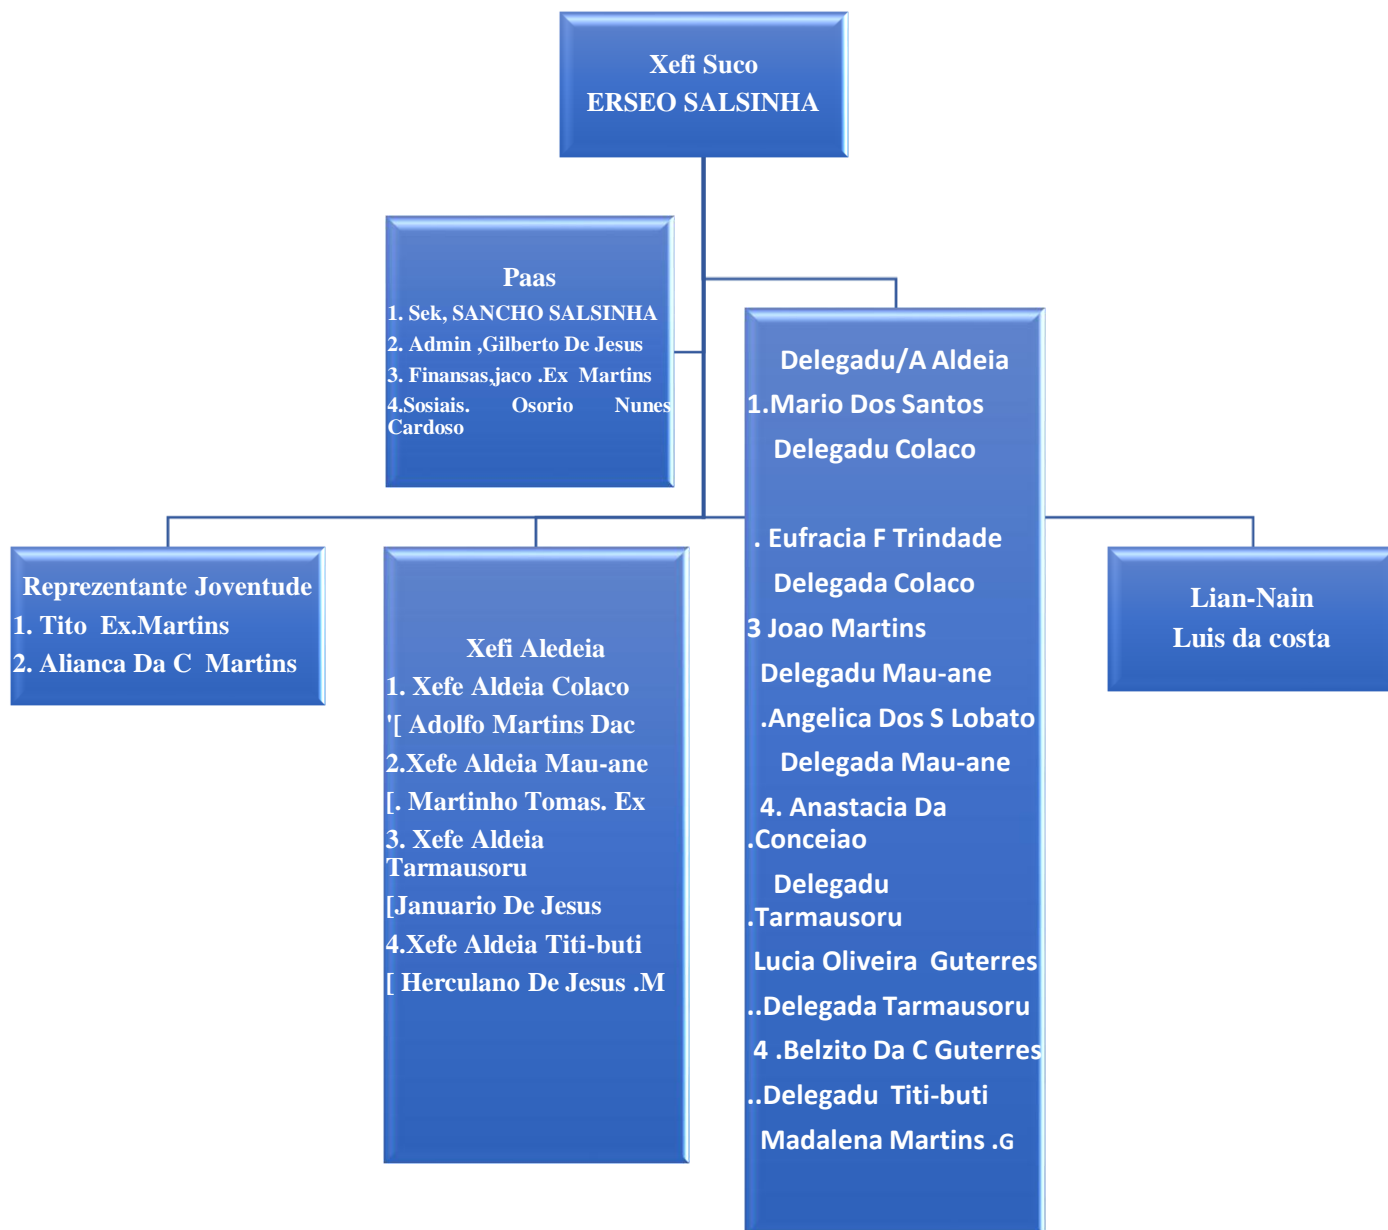 Xefi Suco
ERSEO SALSINHA
Paas
1. Sek, SANCHO SALSINHA
2. Admin ,Gilberto De Jesus
3. Finansas,jaco .Ex Martins
4.Sosiais. Osorio Nunes
Cardoso
Delegadu/A Aldeia
1.Mario Dos Santos
Delegadu Colaco
. Eufracia F Trindade
Delegada Colaco
3 Joao Martins
Delegadu Mau-ane
.Angelica Dos S Lobato
Delegada Mau-ane
4. Anastacia Da
.Conceiao
Delegadu
.Tarmausoru
Lucia Oliveira Guterres
..Delegada Tarmausoru
4 .Belzito Da C Guterres
..Delegadu Titi-buti
Madalena Martins .G
Reprezentante Joventude
1. Tito Ex.Martins
2. Alianca Da C Martins
Xefi Aledeia
1. Xefe Aldeia Colaco
'[ Adolfo Martins Dac
2.Xefe Aldeia Mau-ane
[. Martinho Tomas. Ex
3. Xefe Aldeia
Tarmausoru
[Januario De Jesus
4.Xefe Aldeia Titi-buti
[ Herculano De Jesus .M
Lian-Nain
Luis da costa